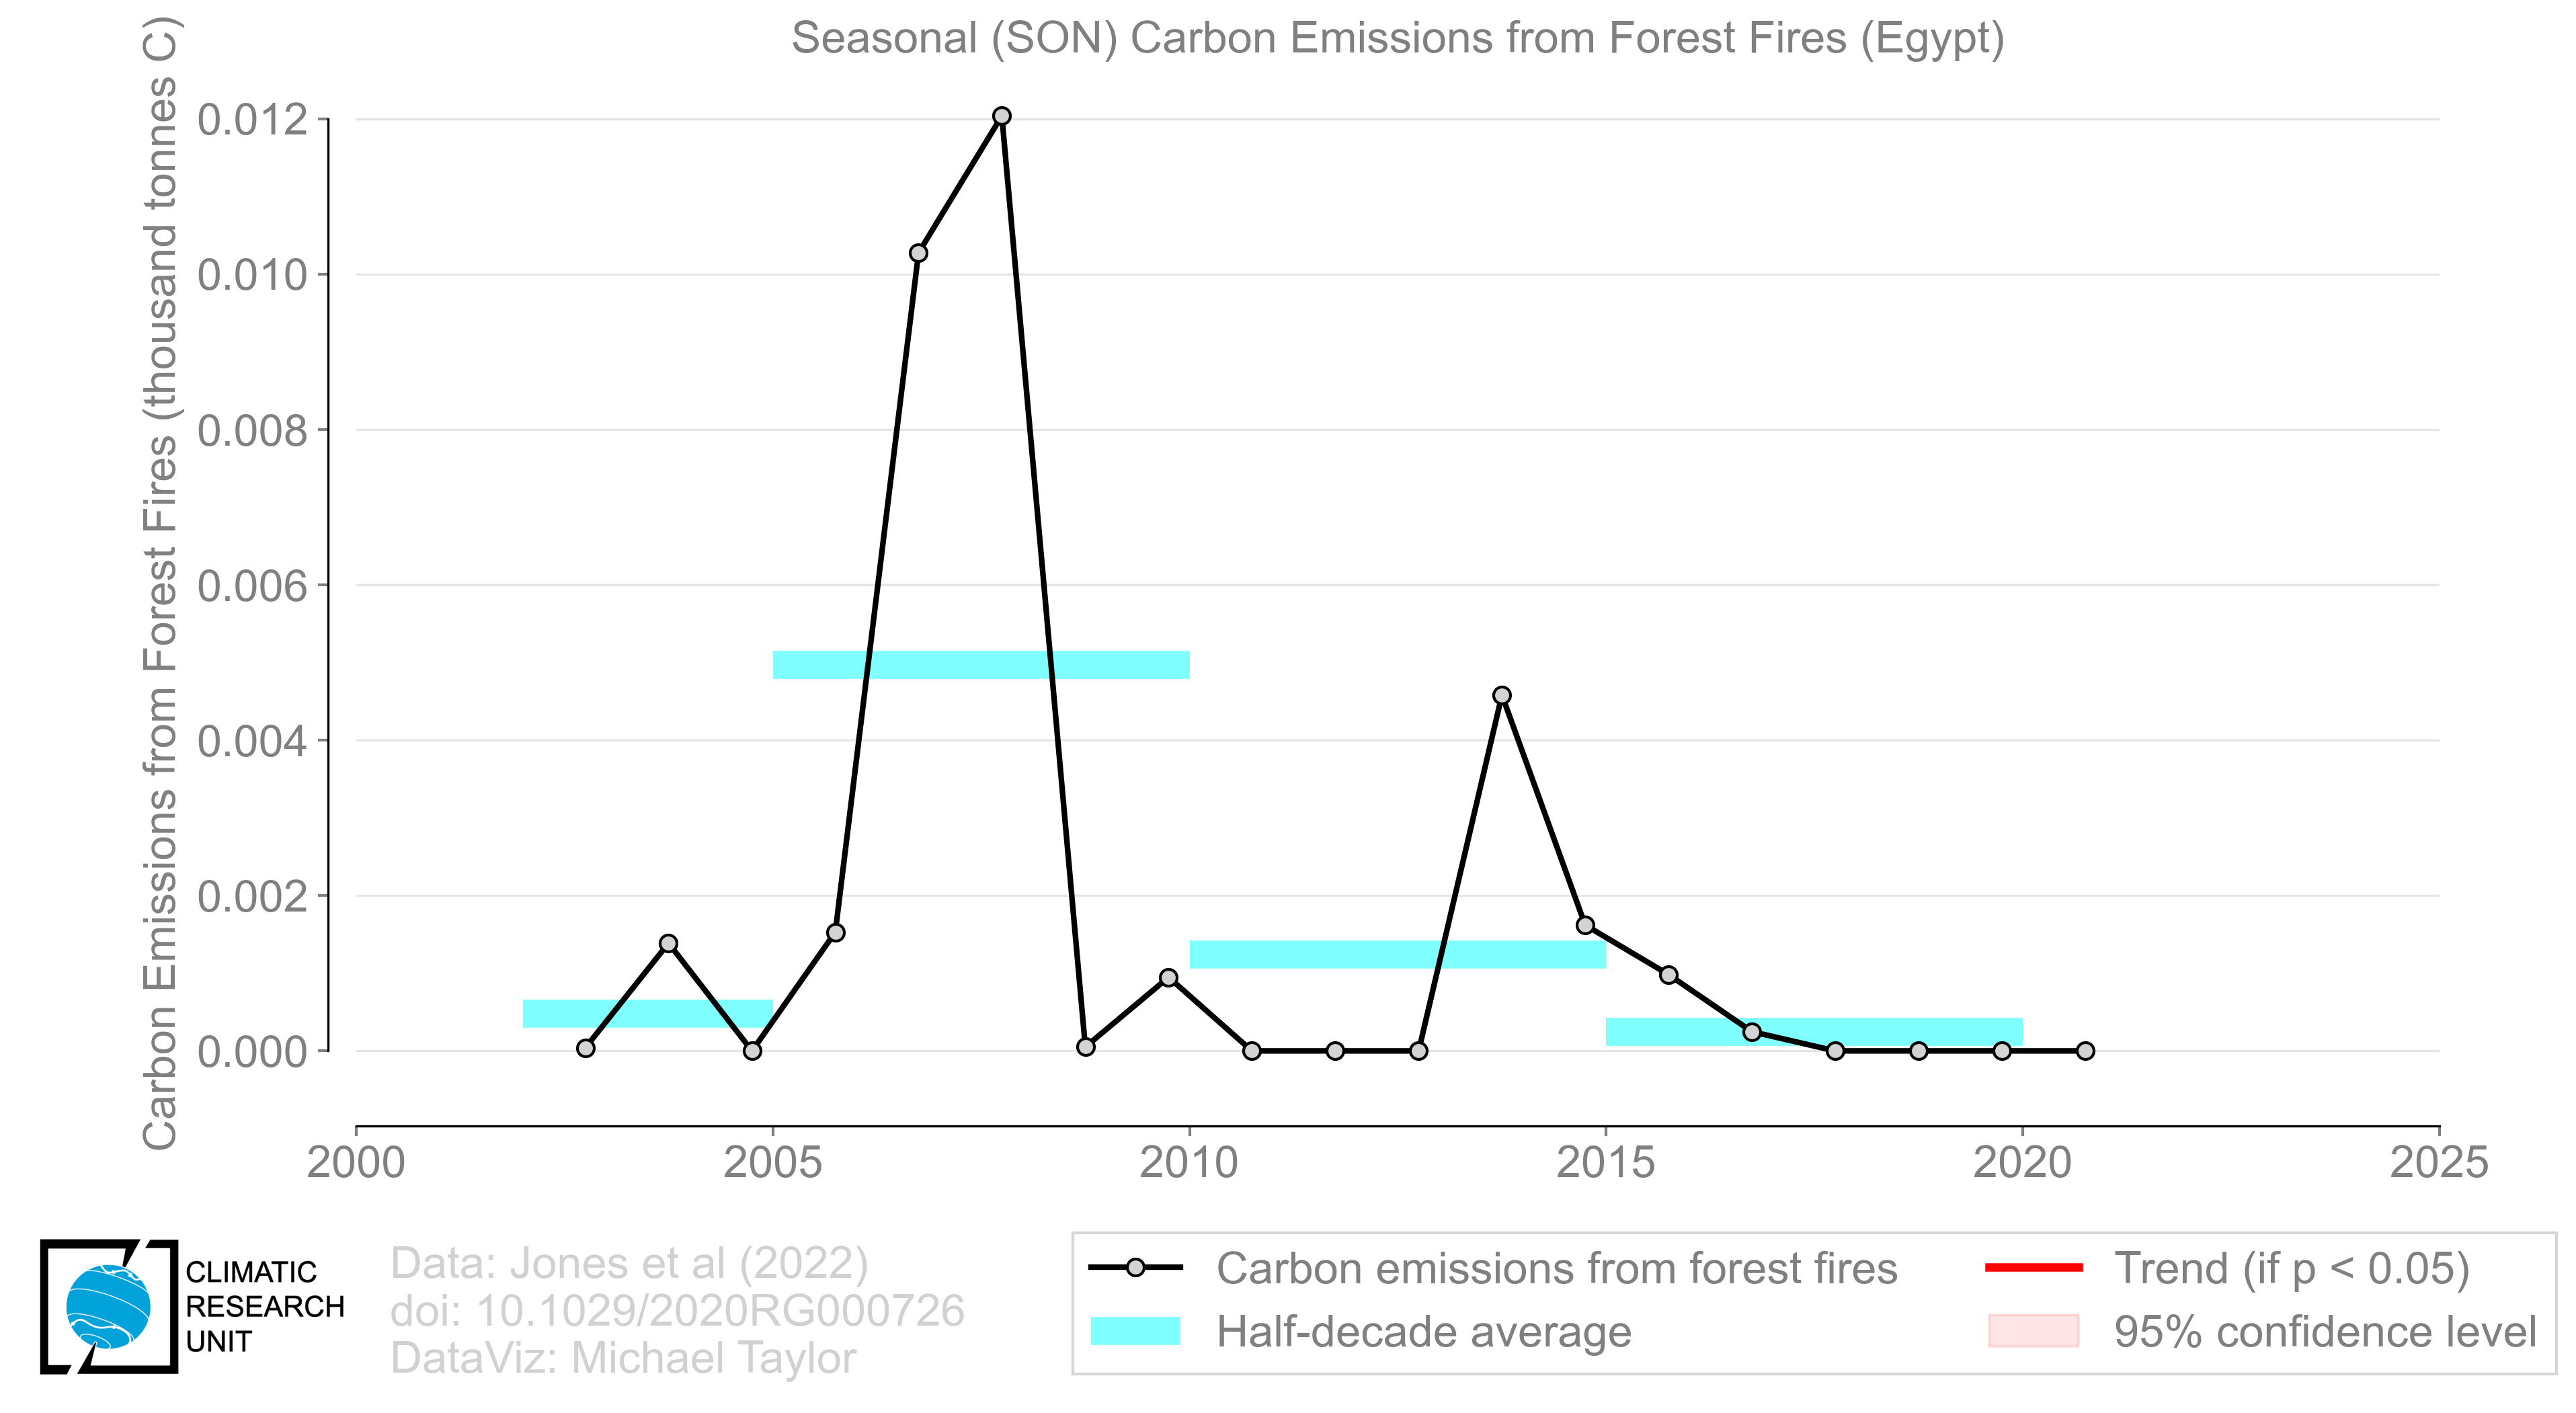 Seasonal (SON) Carbon Emissions from Forest Fires (Egypt)
Carbon Emissions from Forest Fires (thousand tonnes C)
0.012
0.010
0.008
0.006
0.004
0.002
0.000
2000 2005 2010 2015 2020 2025
CLIMATIC
RESEARCH
UNIT
Data: Jones et al (2022)
doi: 10.1029/2020RG000726
DataViz: Michael Taylor
Carbon emissions from forest fires
Half-decade average
Trend (if p < 0.05)
95% confidence level